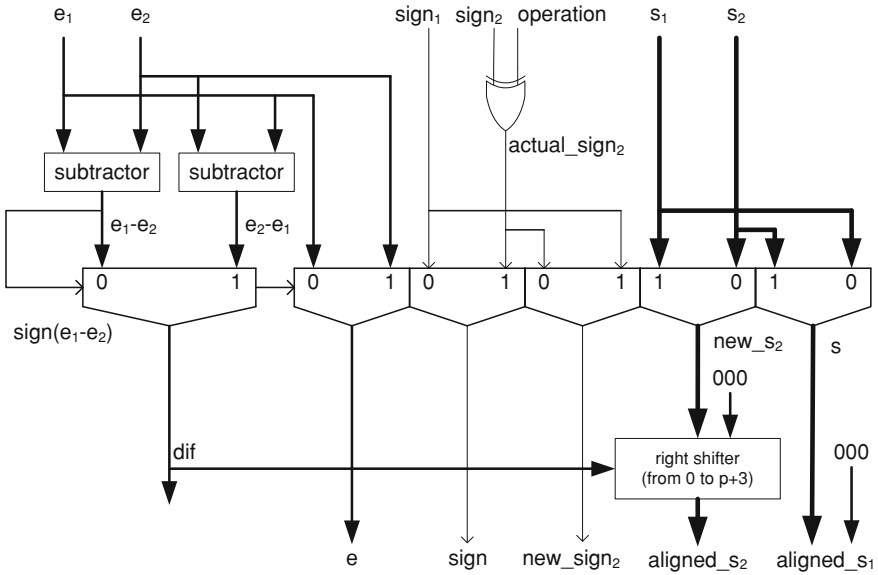 e₁ e₂ sign₁ sign₂ operation s₁ s₂
actual_sign₂
subtractor subtractor
e₁-e₂ e₂-e₁
0 1 0 1 0 1 0 1 1 0 1 0
sign(e₁-e₂)
new_s₂ s
000
dif
right shifter
(from 0 to p+3)
000
e sign new_sign₂ aligned_s₂ aligned_s₁